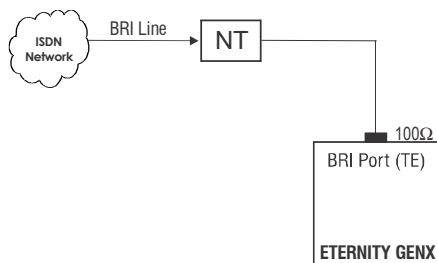 ISDN
Network
BRI Line
NT
100Ω
BRI Port (TE)
ETERNITY GENX